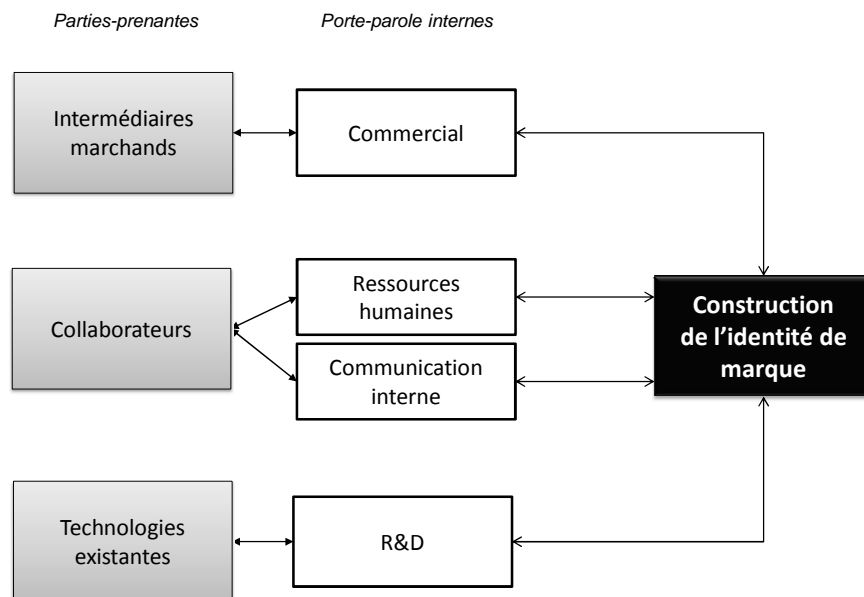 Parties-prenantes
Porte-parole internes
Intermédiaires
marchands
Commercial
Collaborateurs
Ressources
humaines
Communication
interne
Construction
de l’identité de
marque
Technologies
existantes
R&D